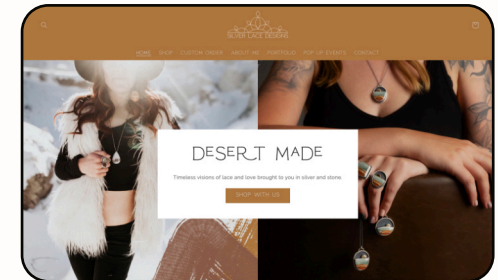 SILVER LACE DESIGNS
HOME SHOP CUSTOM ORDER ABOUT ME PORTFOLIO POP UP EVENTS CONTACT
DESERT MADE
Timeless visions of lace and love brought to you in silver and stone
SHOP WITH US